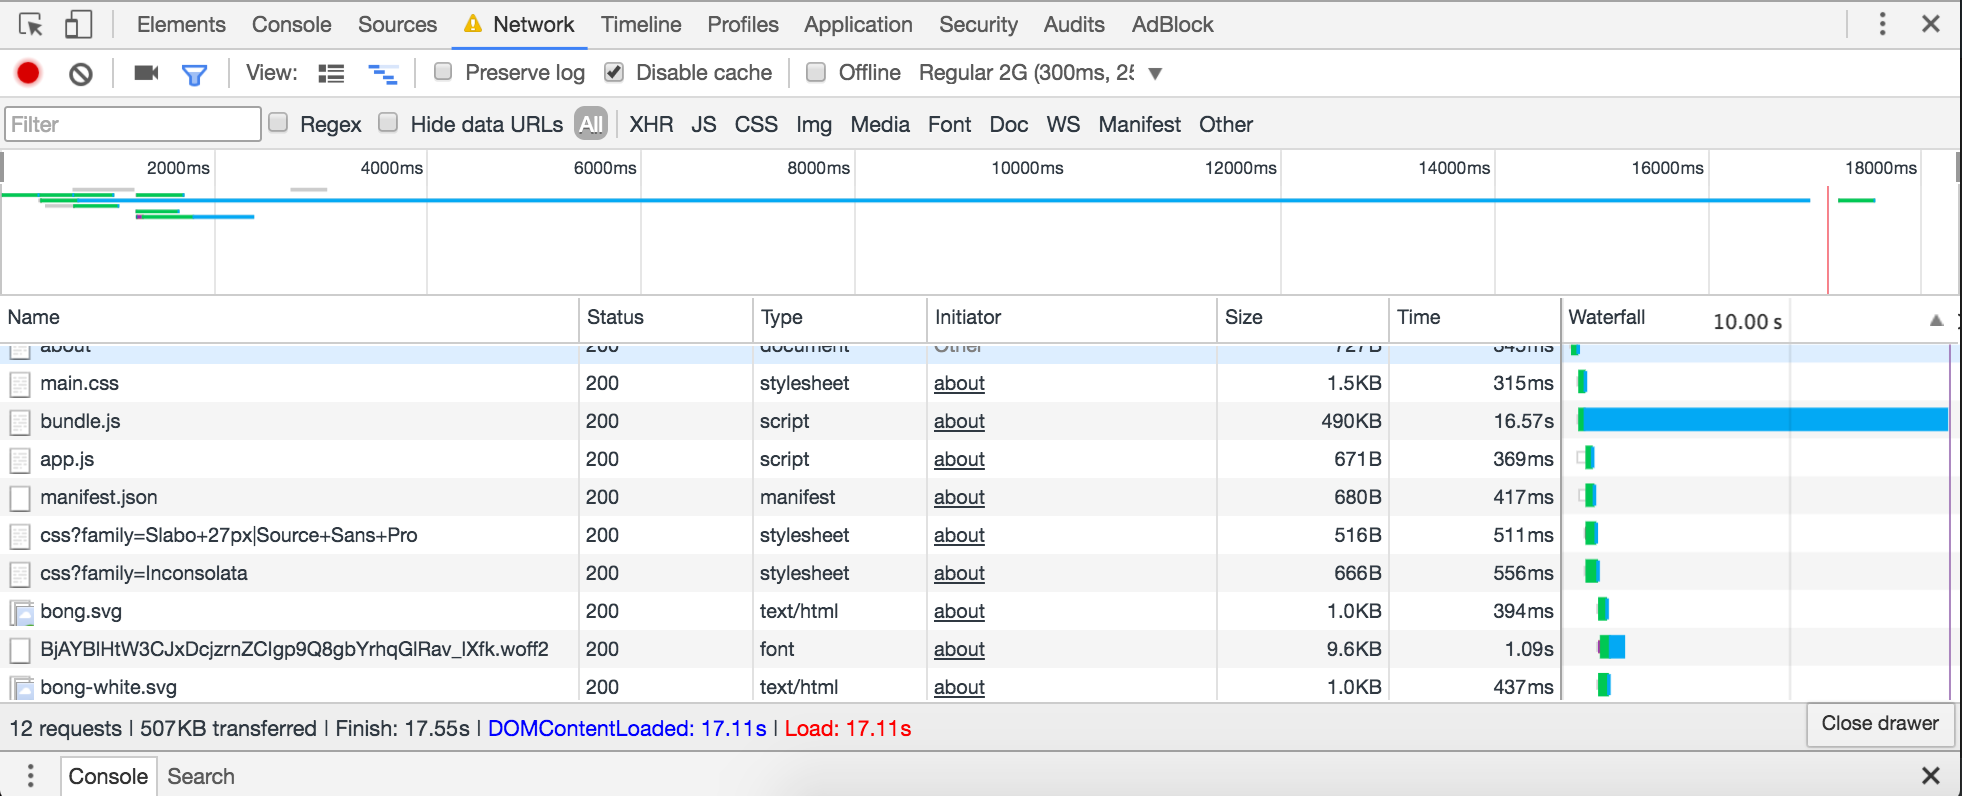 Elements Console Sources Network Timeline Profiles Application Security Audits AdBlock
View: Preserve log Disable cache Offline Regular 2G (300ms, 25
Filter Regex Hide data URLs All XHR JS CSS Img Media Font Doc WS Manifest Other
2000ms 4000ms 6000ms 8000ms 10000ms 12000ms 14000ms 16000ms 18000ms
Name Status Type Initiator Size Time Waterfall 10.00 s
about 200 document Other 727B 345ms
main.css 200 stylesheet about 1.5KB 315ms
bundle.js 200 script about 490KB 16.57s
app.js 200 script about 671B 369ms
manifest.json 200 manifest about 680B 417ms
css?family=Slabo+27px|Source+Sans+Pro 200 stylesheet about 516B 511ms
css?family=Inconsolata 200 stylesheet about 666B 556ms
bong.svg 200 text/html about 1.0KB 394ms
BjAYBlHtW3CJxDcjzrnZCIgp9Q8gbYrhqGlRav_IXfk.woff2 200 font about 9.6KB 1.09s
bong-white.svg 200 text/html about 1.0KB 437ms
12 requests | 507KB transferred | Finish: 17.55s | DOMContentLoaded: 17.11s | Load: 17.11s
Close drawer
Console Search